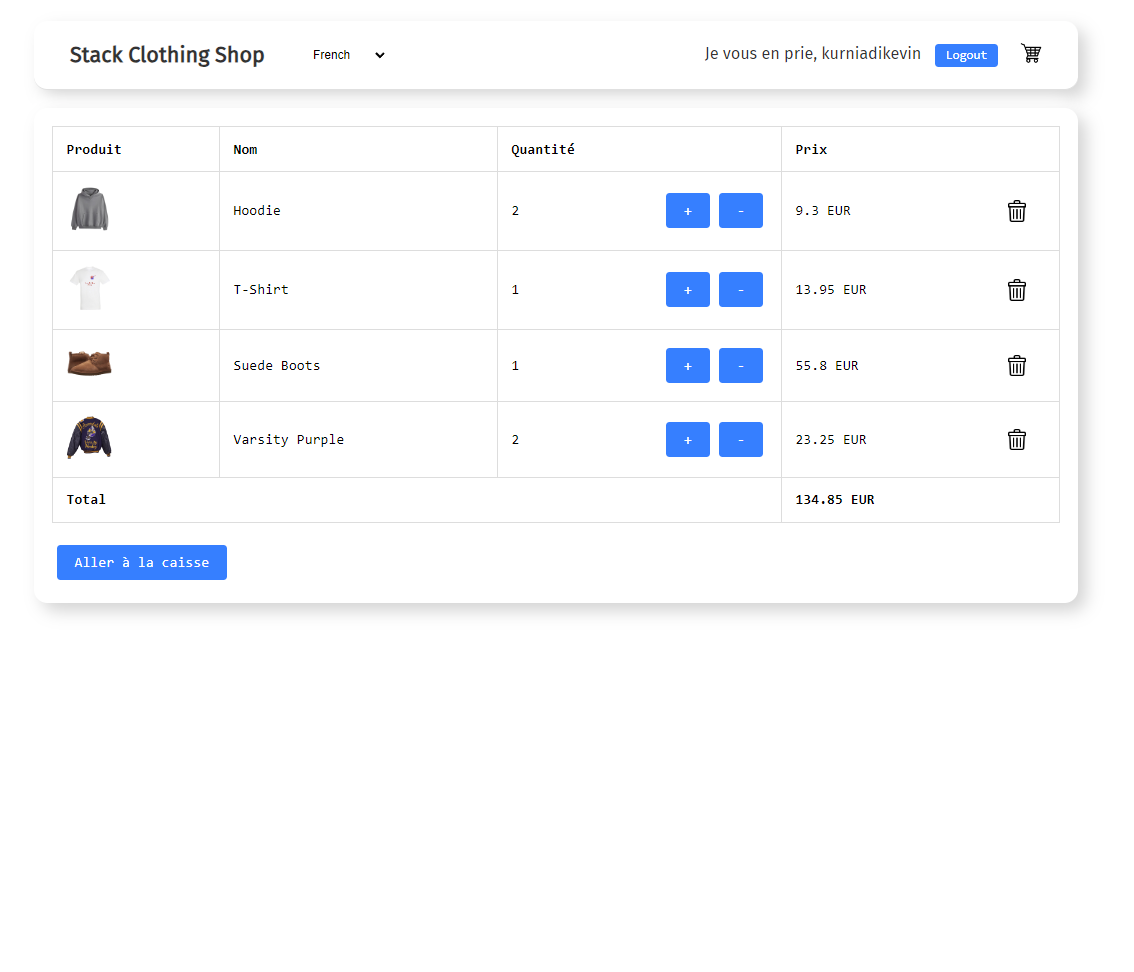 Stack Clothing Shop French Je vous en prie, kurniadikevin Logout
Produit Nom Quantité Prix
Hoodie 2 + - 9.3 EUR
T-Shirt 1 + - 13.95 EUR
Suede Boots 1 + - 55.8 EUR
Varsity Purple 2 + - 23.25 EUR
Total 134.85 EUR
Aller à la caisse